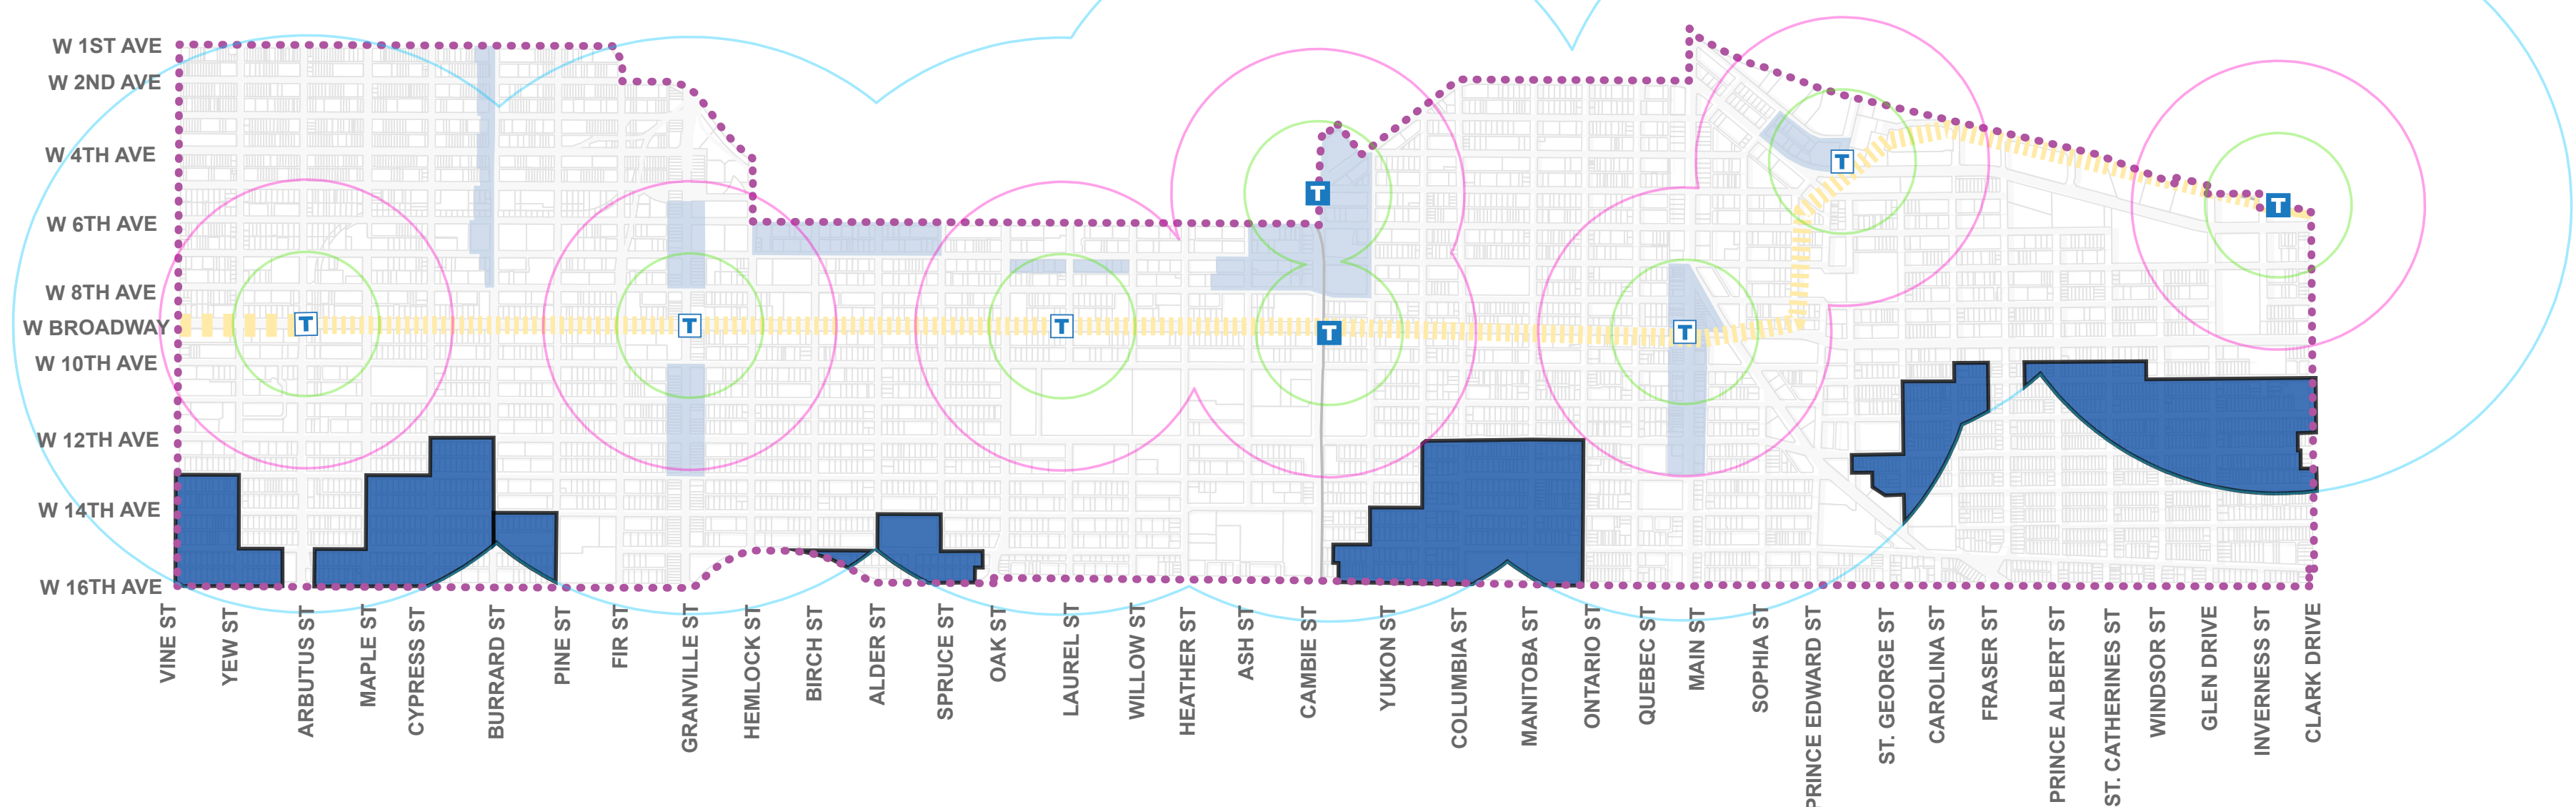 W 1ST AVE
W 2ND AVE
W 4TH AVE
T
T
T
W 6TH AVE
W 8TH AVE
W BROADWAY
T
T
T
T
T
W 10TH AVE
W 12TH AVE
W 14TH AVE
W 16TH AVE
VINE ST
YEW ST
ARBUTUS ST
MAPLE ST
CYPRESS ST
BURRARD ST
PINE ST
FIR ST
GRANVILLE ST
HEMLOCK ST
BIRCH ST
ALDER ST
SPRUCE ST
OAK ST
LAUREL ST
WILLOW ST
HEATHER ST
ASH ST
CAMBIE ST
YUKON ST
COLUMBIA ST
MANITOBA ST
ONTARIO ST
QUEBEC ST
MAIN ST
SOPHIA ST
PRINCE EDWARD ST
ST. GEORGE ST
CAROLINA ST
FRASER ST
PRINCE ALBERT ST
ST. CATHERINES ST
WINDSOR ST
GLEN DRIVE
INVERNESS ST
CLARK DRIVE